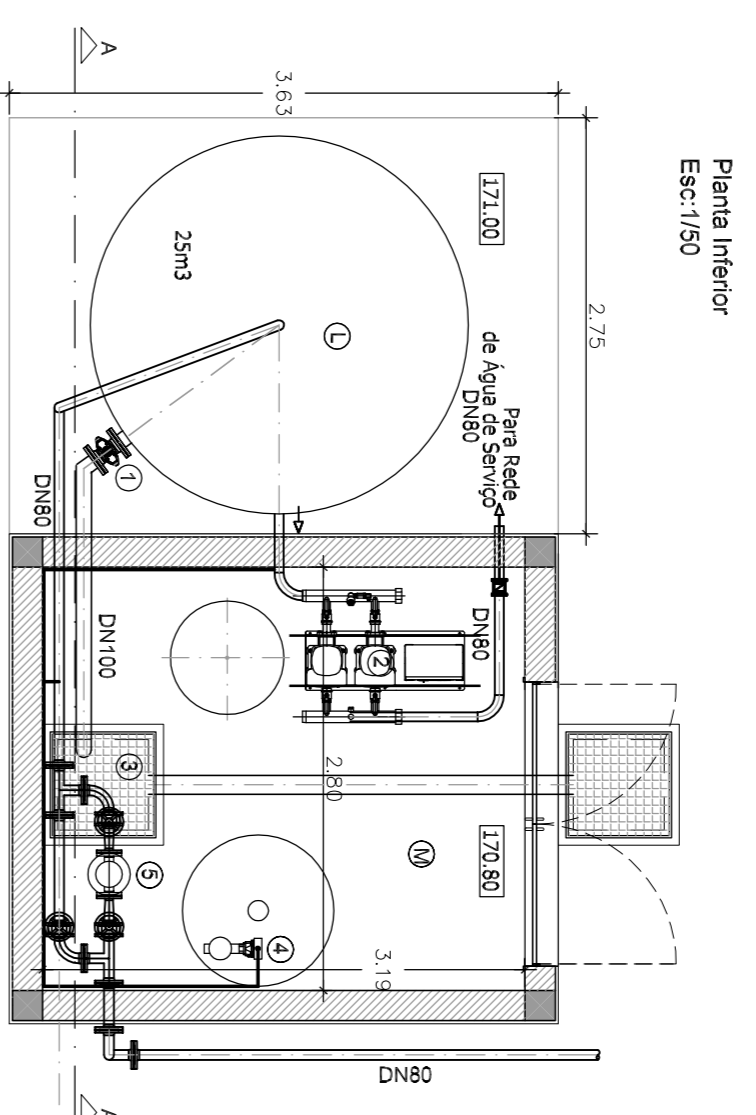 Planta Inferior
Esc:1/50
A
3.63
2.75
171.00
25m3
L
Para Rede
de Água de Serviço
DN80
1
DN80
DN100
DN80
2
3
2.80
M
170.80
5
4
3.19
DN80
A